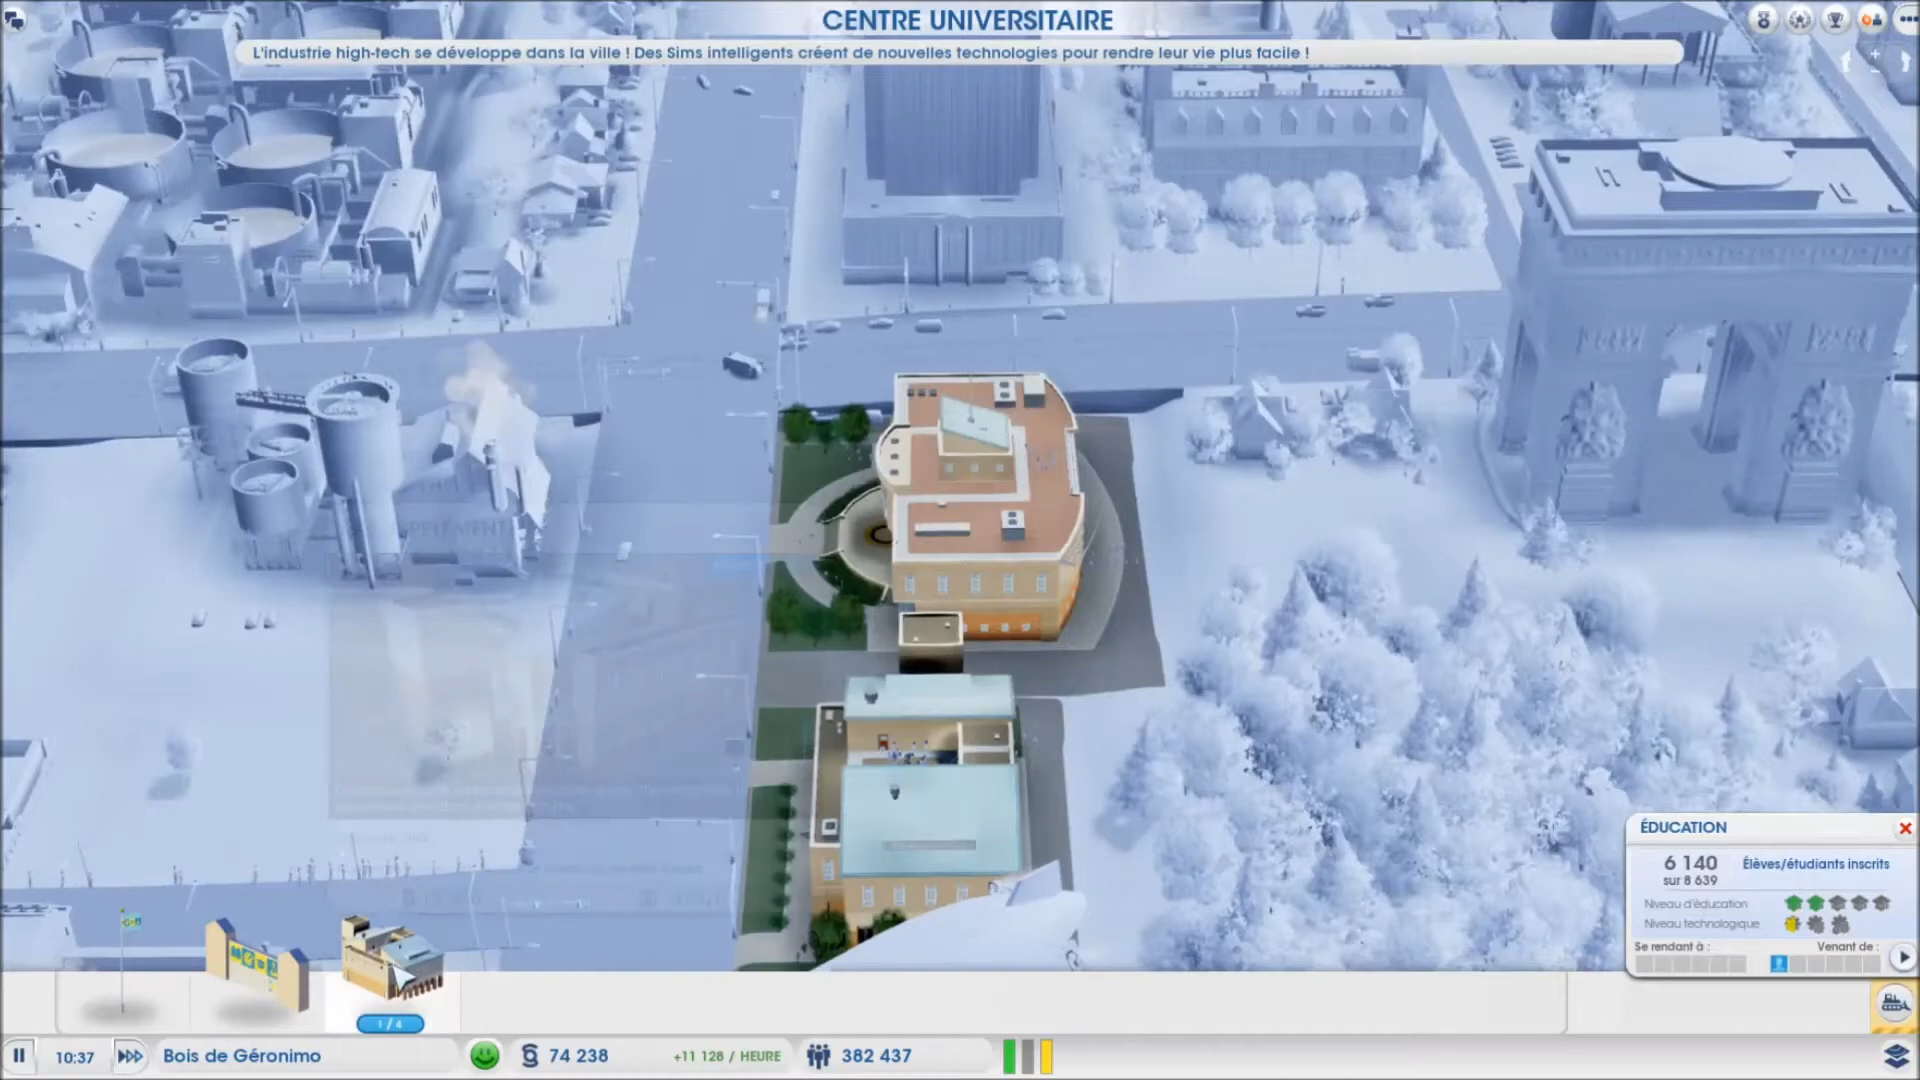 CENTRE UNIVERSITAIRE
L'industrie high-tech se développe dans la ville ! Des Sims intelligents créent de nouvelles technologies pour rendre leur vie plus facile !
ÉDUCATION
6 140 Élèves/étudiants inscrits
sur 8 639
Niveau d'éducation
Niveau technologique
Se rendant à : Venant de :
1 / 4
10:37 Bois de Géronimo 74 238 +11 128 / HEURE 382 437